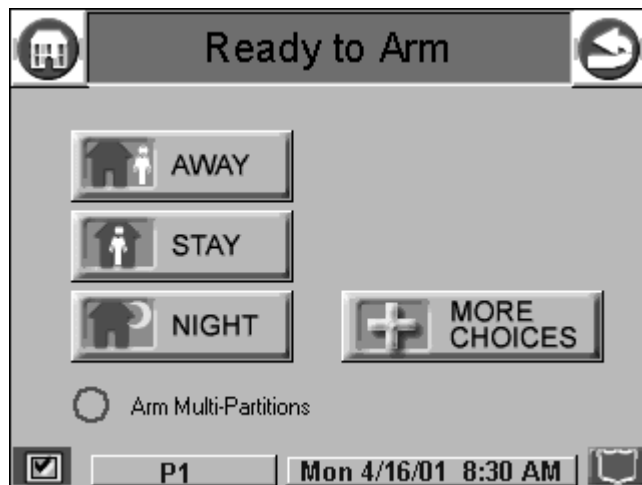 Ready to Arm
AWAY
STAY
NIGHT
MORE
CHOICES
Arm Multi-Partitions
P1
Mon 4/16/01 8:30 AM